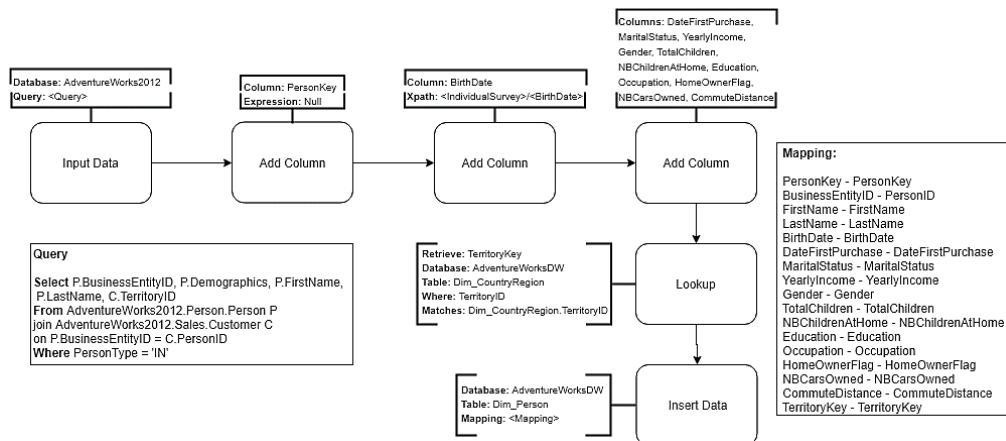 Database: AdventureWorks2012
Query: <Query>
Input Data
Column: PersonKey
Expression: Null
Add Column
Column: BirthDate
Xpath: <IndividualSurvey>/<BirthDate>
Add Column
Columns: DateFirstPurchase,
MaritalStatus, YearlyIncome,
Gender, TotalChildren,
NBChildrenAtHome, Education,
Occupation, HomeOwnerFlag,
NBCarsOwned, CommuteDistance
Add Column
Query
Select P.BusinessEntityID, P.Demographics, P.FirstName,
P.LastName, C.TerritoryID
From AdventureWorks2012.Person.Person P
join AdventureWorks2012.Sales.Customer C
on P.BusinessEntityID = C.PersonID
Where PersonType = 'IN'
Retrieve: TerritoryKey
Database: AdventureWorksDW
Table: Dim_CountryRegion
Where: TerritoryID
Matches: Dim_CountryRegion.TerritoryID
Lookup
Database: AdventureWorksDW
Table: Dim_Person
Mapping: <Mapping>
Insert Data
Mapping:
PersonKey - PersonKey
BusinessEntityID - PersonID
FirstName - FirstName
LastName - LastName
BirthDate - BirthDate
DateFirstPurchase - DateFirstPurchase
MaritalStatus - MaritalStatus
YearlyIncome - YearlyIncome
Gender - Gender
TotalChildren - TotalChildren
NBChildrenAtHome - NBChildrenAtHome
Education - Education
Occupation - Occupation
HomeOwnerFlag - HomeOwnerFlag
NBCarsOwned - NBCarsOwned
CommuteDistance - CommuteDistance
TerritoryKey - TerritoryKey